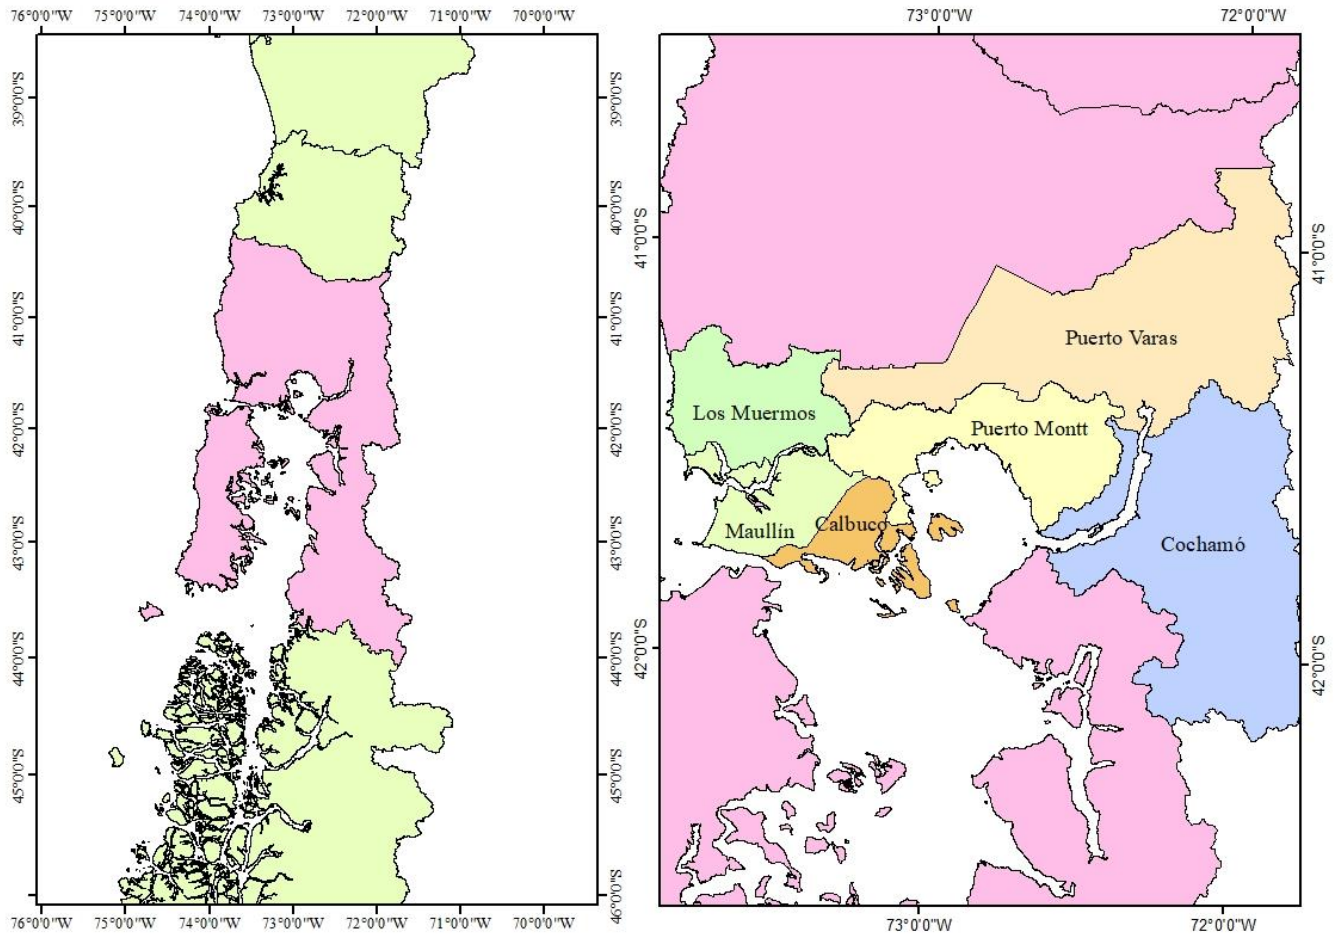 76°0'0"W 75°0'0"W 74°0'0"W 73°0'0"W 72°0'0"W 71°0'0"W 70°0'0"W
39°0'0"S
40°0'0"S
41°0'0"S
42°0'0"S
43°0'0"S
44°0'0"S
45°0'0"S
39°0'0"S
40°0'0"S
41°0'0"S
42°0'0"S
43°0'0"S
44°0'0"S
45°0'0"S
46°0'0"S
76°0'0"W 75°0'0"W 74°0'0"W 73°0'0"W 72°0'0"W 71°0'0"W 70°0'0"W
73°0'0"W 72°0'0"W
41°0'0"S
42°0'0"S
Puerto Varas
Los Muermos
Puerto Montt
Calbuco
Maullín
Cochamó
41°0'0"S
42°0'0"S
73°0'0"W 72°0'0"W